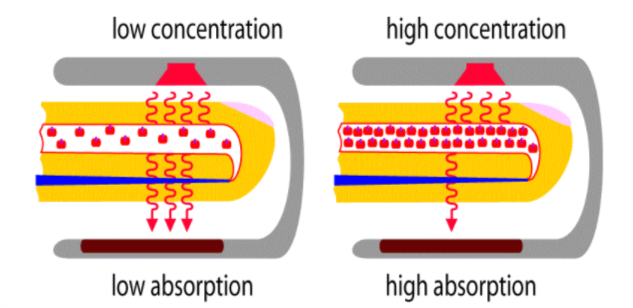 low concentration
high concentration
low absorption
high absorption